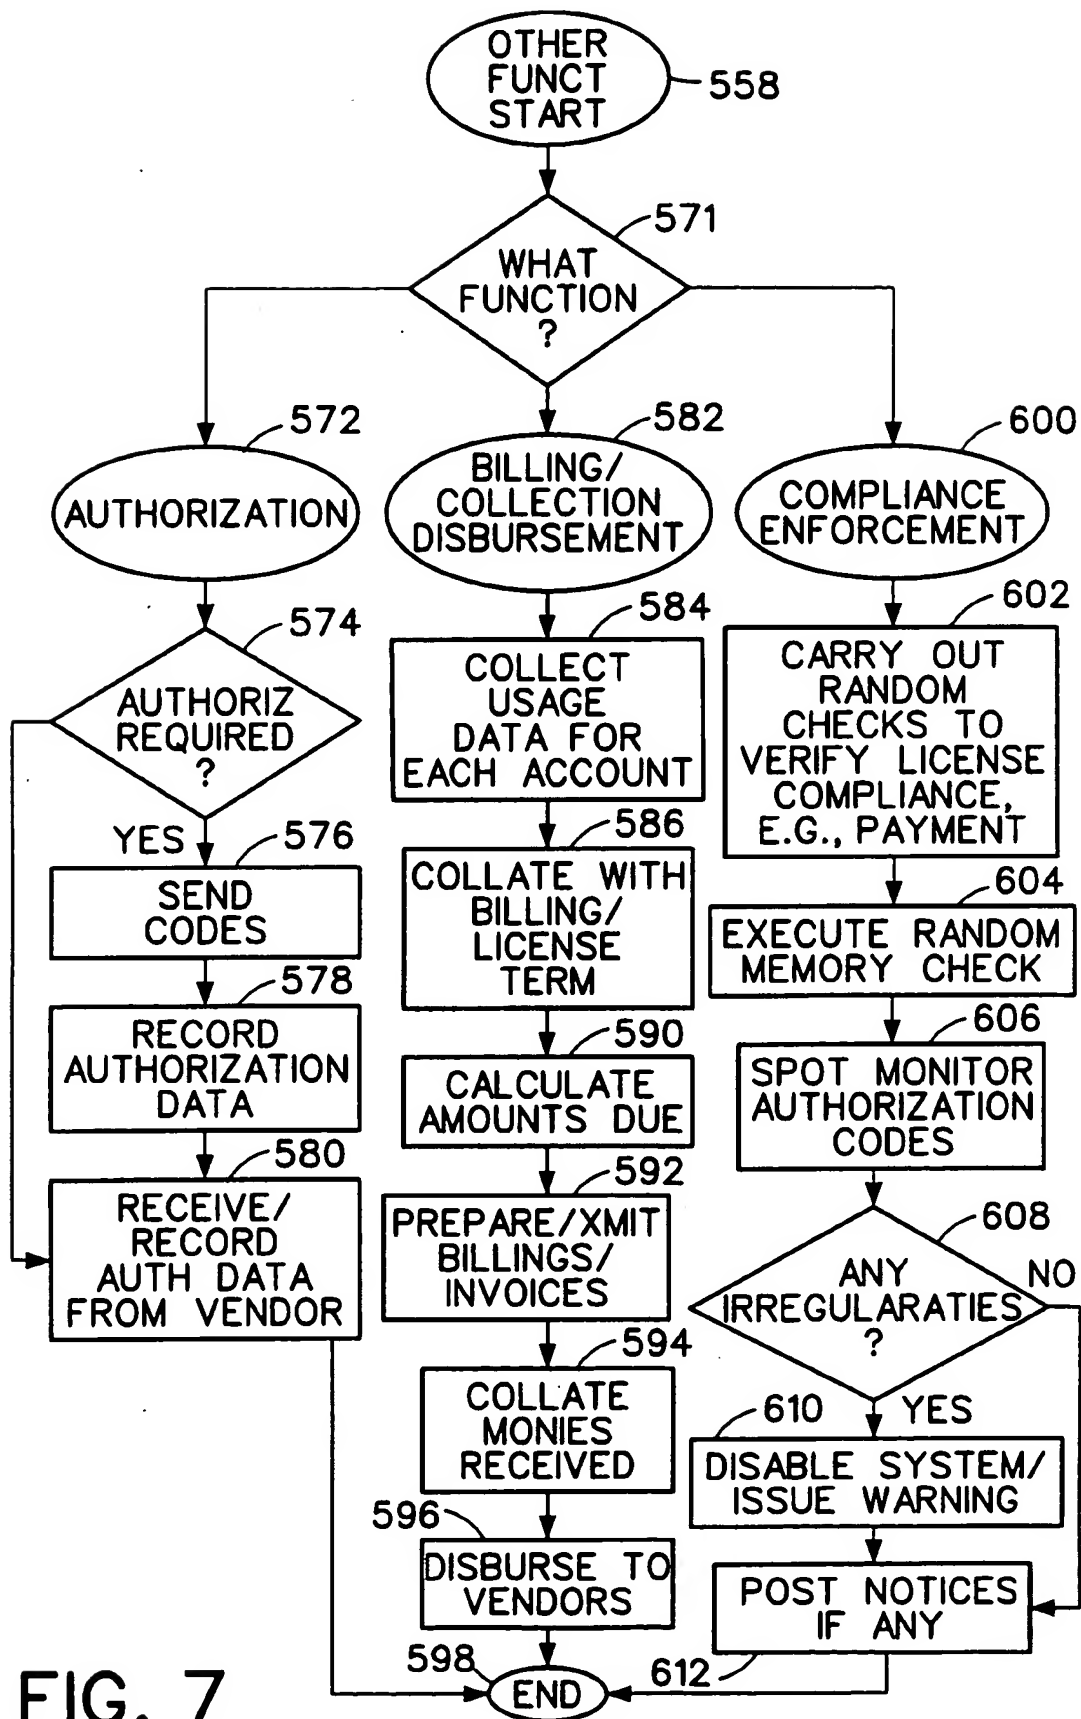 OTHER
FUNCT
START
558
571
WHAT
FUNCTION
?
572
AUTHORIZATION
574
AUTHORIZ
REQUIRED
?
YES
576
SEND
CODES
578
RECORD
AUTHORIZATION
DATA
580
RECEIVE/
RECORD
AUTH DATA
FROM VENDOR
582
BILLING/
COLLECTION
DISBURSEMENT
584
COLLECT
USAGE
DATA FOR
EACH ACCOUNT
586
COLLATE WITH
BILLING/
LICENSE
TERM
590
CALCULATE
AMOUNTS DUE
592
PREPARE/XMIT
BILLINGS/
INVOICES
594
COLLATE
MONIES
RECEIVED
596
DISBURSE TO
VENDORS
598
END
600
COMPLIANCE
ENFORCEMENT
602
CARRY OUT
RANDOM
CHECKS TO
VERIFY LICENSE
COMPLIANCE,
E.G., PAYMENT
604
EXECUTE RANDOM
MEMORY CHECK
606
SPOT MONITOR
AUTHORIZATION
CODES
608
ANY
IRREGULARATIES
?
NO
YES
610
DISABLE SYSTEM/
ISSUE WARNING
POST NOTICES
IF ANY
612
FIG. 7